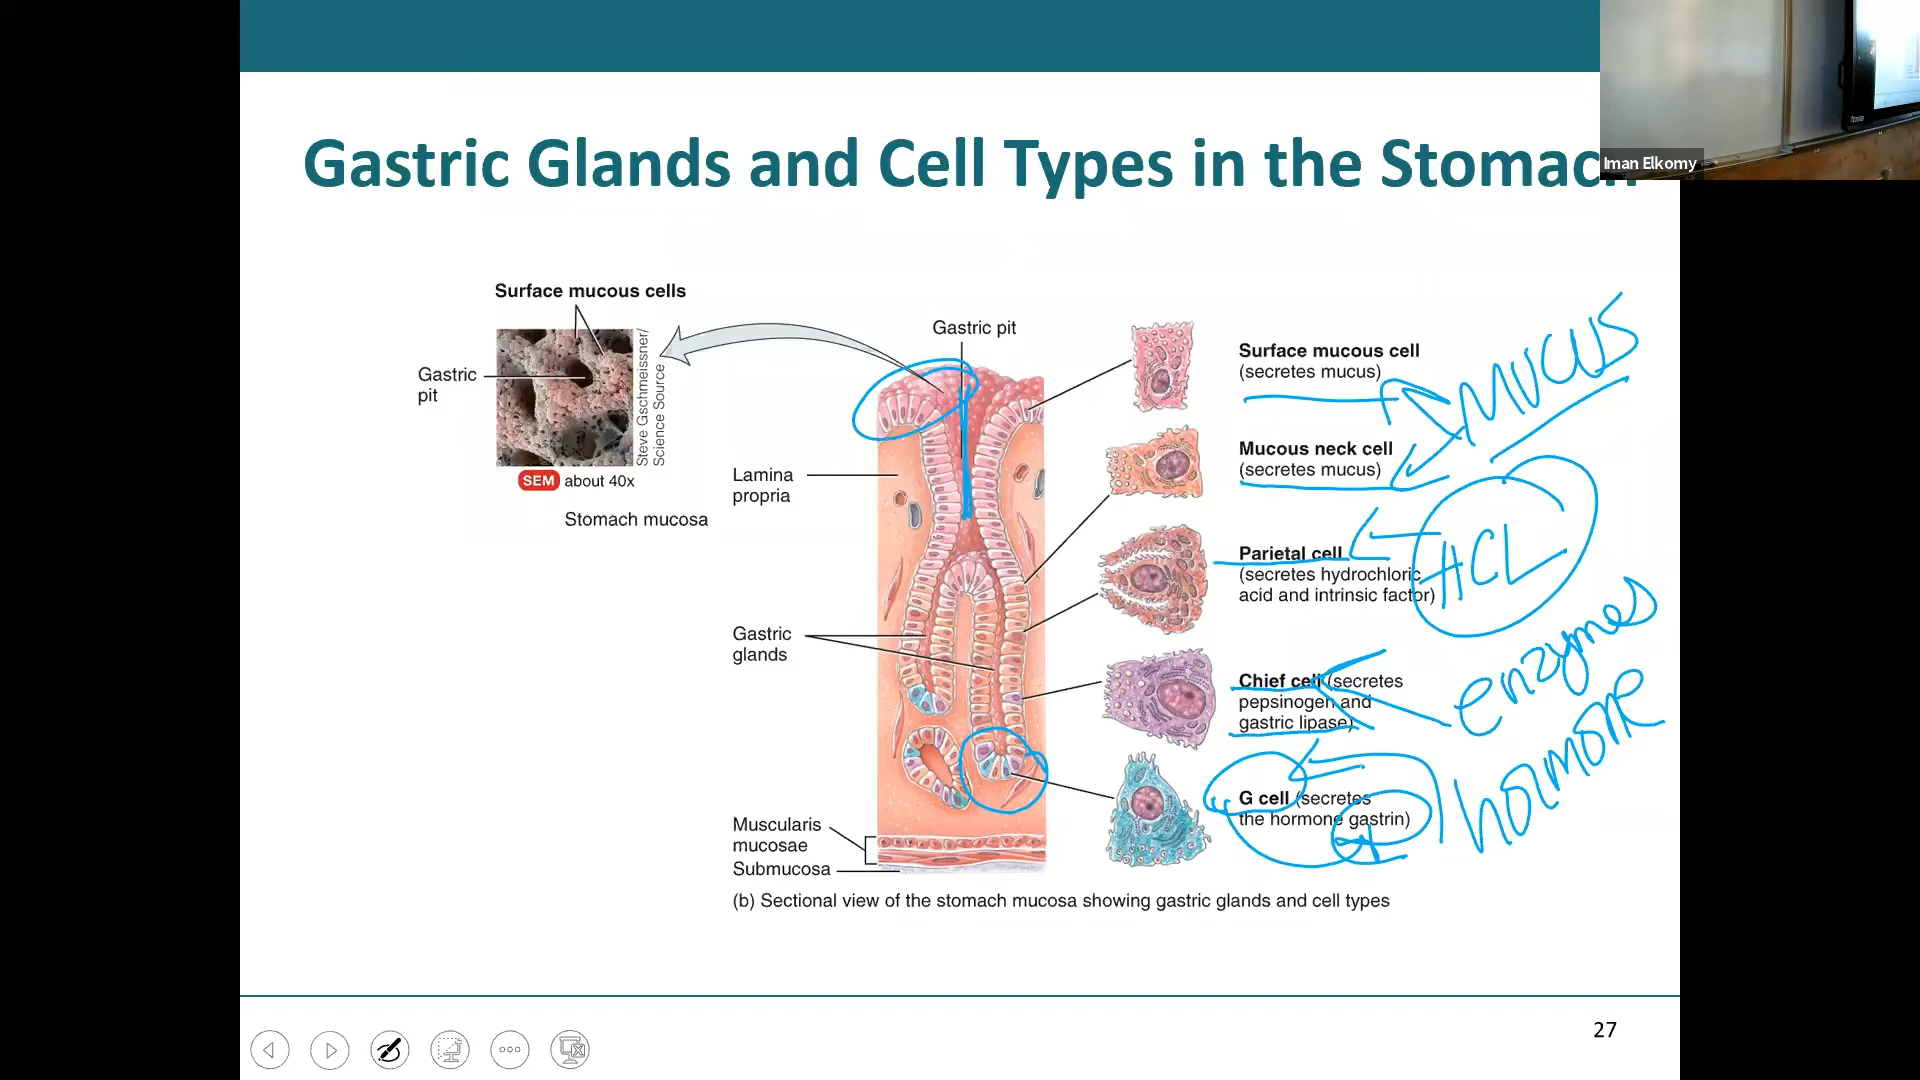 Gastric Glands and Cell Types in the Stomach
Iman Elkomy
Surface mucous cells
Gastric
pit
Steve Gschmeissner/
Science Source
SEM about 40x
Stomach mucosa
Gastric pit
Lamina
propria
Gastric
glands
Muscularis
mucosae
Submucosa
Surface mucous cell
(secretes mucus)
Mucous neck cell
(secretes mucus)
Parietal cell
(secretes hydrochloric
acid and intrinsic factor)
Chief cell (secretes
pepsinogen and
gastric lipase)
G cell (secretes
the hormone gastrin)
MUCUS
HCL
enzymes
hormone
(b) Sectional view of the stomach mucosa showing gastric glands and cell types
27